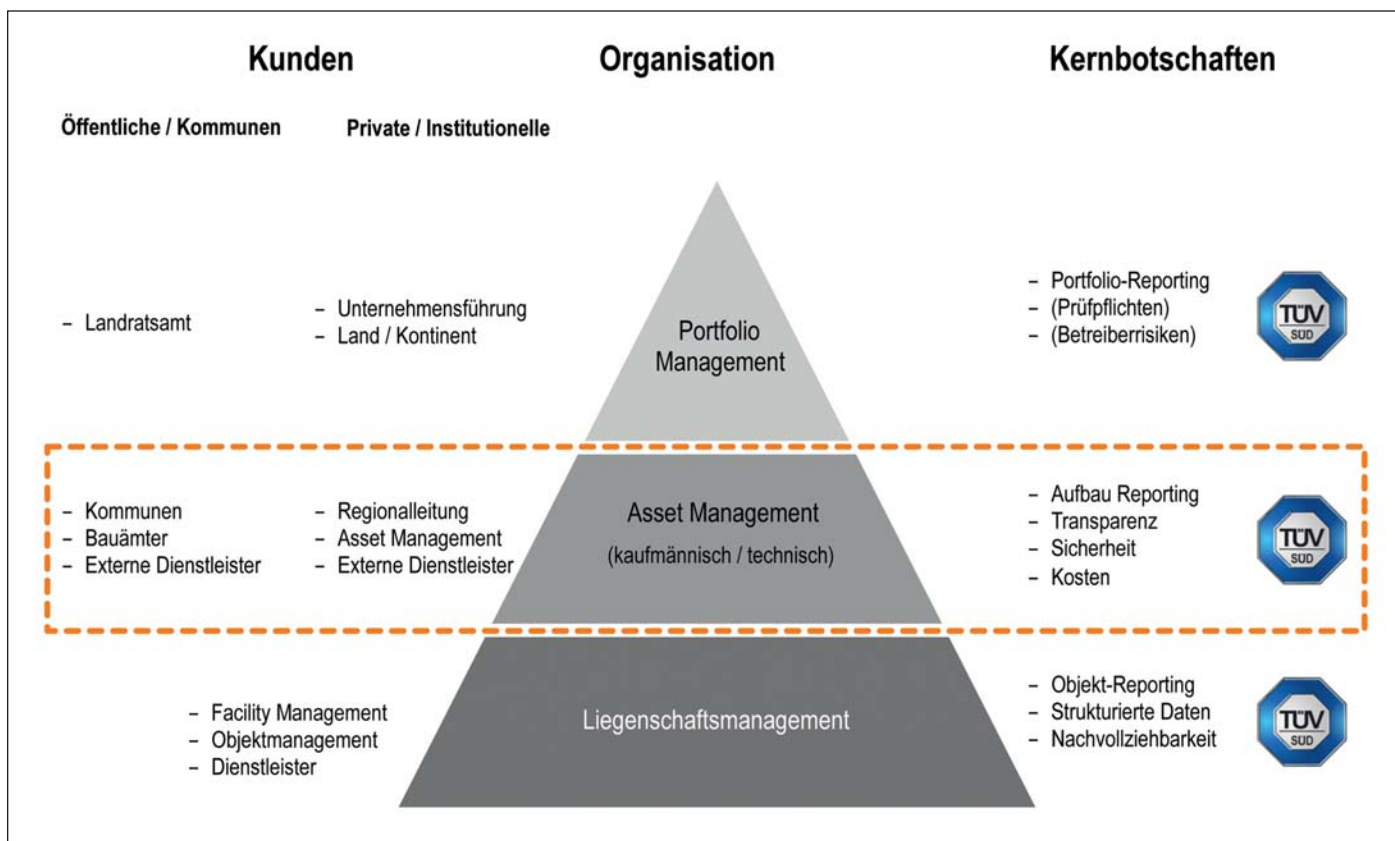 Kunden
Organisation
Kernbotschaften
Öffentliche / Kommunen
Private / Institutionelle
– Landratsamt
– Unternehmensführung
– Land / Kontinent
Portfolio
Management
– Portfolio-Reporting
– (Prüfpflichten)
– (Betreiberrisiken)
TÜV
SÜD
– Kommunen
– Bauämter
– Externe Dienstleister
– Regionalleitung
– Asset Management
– Externe Dienstleister
Asset Management
(kaufmännisch / technisch)
– Aufbau Reporting
– Transparenz
– Sicherheit
– Kosten
TÜV
SÜD
– Facility Management
– Objektmanagement
– Dienstleister
Liegenschaftsmanagement
– Objekt-Reporting
– Strukturierte Daten
– Nachvollziehbarkeit
TÜV
SÜD